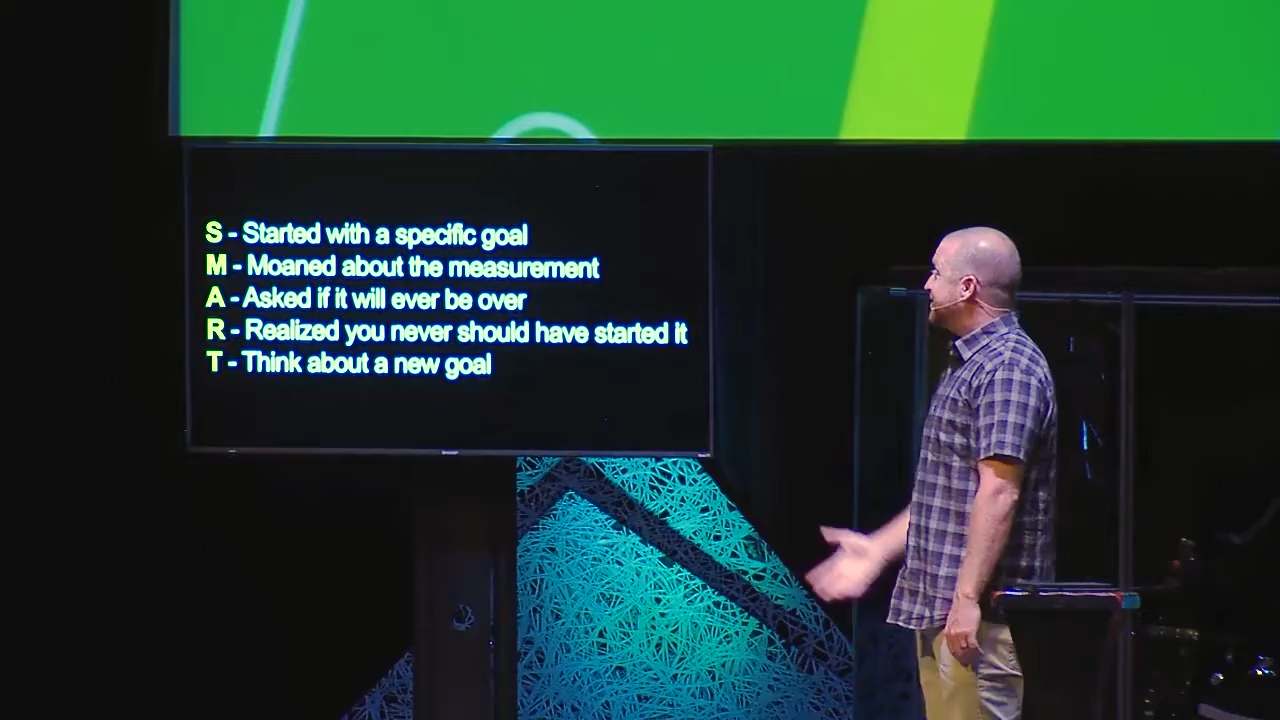 S - Started with a specific goal
M - Moaned about the measurement
A - Asked if it will ever be over
R - Realized you never should have started it
T - Think about a new goal